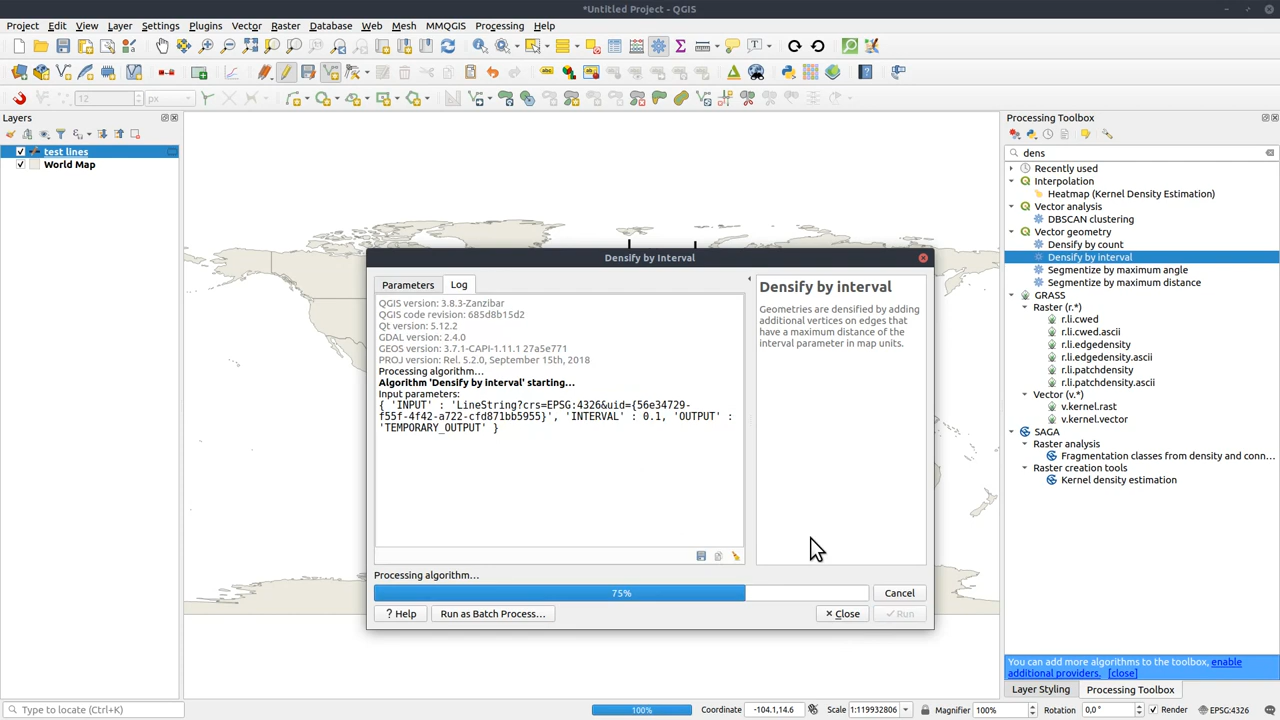 *Untitled Project - QGIS
Project Edit View Layer Settings Plugins Vector Raster Database Web Mesh MMQGIS Processing Help
12 px
Layers
test lines
World Map
Processing Toolbox
dens
Recently used
Interpolation
Heatmap (Kernel Density Estimation)
Vector analysis
DBSCAN clustering
Vector geometry
Densify by count
Densify by interval
Segmentize by maximum angle
Segmentize by maximum distance
GRASS
Raster (r.*)
r.li.cwed
r.li.cwed.ascii
r.li.edgedensity
r.li.edgedensity.ascii
r.li.patchdensity
r.li.patchdensity.ascii
Vector (v.*)
v.kernel.rast
v.kernel.vector
SAGA
Raster analysis
Fragmentation classes from density and conn...
Raster creation tools
Kernel density estimation
You can add more algorithms to the toolbox, enable
additional providers. [close]
Layer Styling Processing Toolbox
Densify by Interval
Parameters Log
QGIS version: 3.8.3-Zanzibar
QGIS code revision: 685d8b15d2
Qt version: 5.12.2
GDAL version: 2.4.0
GEOS version: 3.7.1-CAPI-1.11.1 27a5e771
PROJ version: Rel. 5.2.0, September 15th, 2018
Processing algorithm…
Algorithm 'Densify by interval' starting…
Input parameters:
{ 'INPUT' : 'LineString?crs=EPSG:4326&uid={56e34729-
f55f-4f42-a722-cfd871bb5955}', 'INTERVAL' : 0.1, 'OUTPUT' :
'TEMPORARY_OUTPUT' }
Densify by interval
Geometries are densified by adding
additional vertices on edges that
have a maximum distance of the
interval parameter in map units.
Processing algorithm…
75%
Cancel
? Help Run as Batch Process… Close Run
Type to locate (Ctrl+K) 100% Coordinate -104.1,14.6 Scale 1:119932806 Magnifier 100% Rotation 0,0 ° Render EPSG:4326